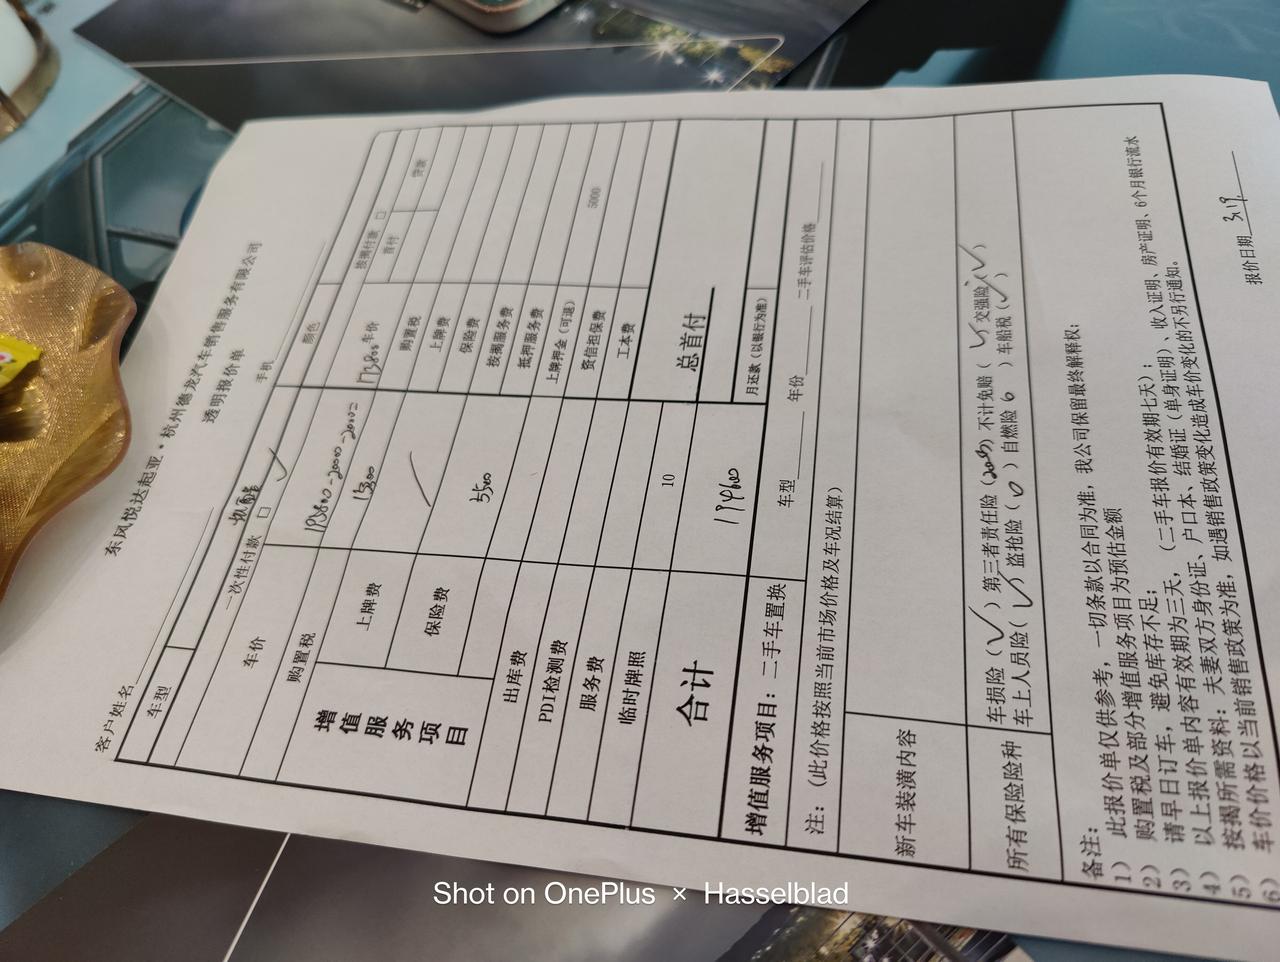 东风悦达起亚·杭州德龙汽车销售服务有限公司
透明报价单
客户姓名
手机
车型
颜色
一次性付款 □ ✓
按揭付款 □
首付
贷款
车价
193800-2000-20000
173800
车价
购置税
15800
购置税
增值服务项目
上牌费
上牌费
保险费
5500
保险费
按揭服务费
出库费
抵押服务费
PDI检测费
上牌押金(可退)
服务费
资信担保费
5000
临时牌照
10
工本费
合计
194600
总首付
月还款(以银行为准)
增值服务项目: 二手车置换
车型
年份
二手车评估价格
注: (此价格按照当前市场价格及车况结算)
新车装潢内容
所有保险险种
车损险(✓) 第三者责任险(200万) 不计免赔(✓) 交强险(✓)
车上人员险(✓) 盗抢险(0) 自燃险 0 车船税(✓)
备注:
1) 此报价单仅供参考, 一切条款以合同为准, 我公司保留最终解释权;
2) 购置税及部分增值服务项目为预估金额
3) 请早日订车, 避免库存不足;
4) 以上报价单内容有效期为三天, (二手车报价有效期七天);
5) 按揭所需资料: 夫妻双方身份证、户口本、结婚证(单身证明)、收入证明、房产证明、6个月银行流水
6) 车价价格以当前销售政策为准, 如遇销售政策变化造成车价变化的不另行通知。
报价日期 3.19
Shot on OnePlus × Hasselblad